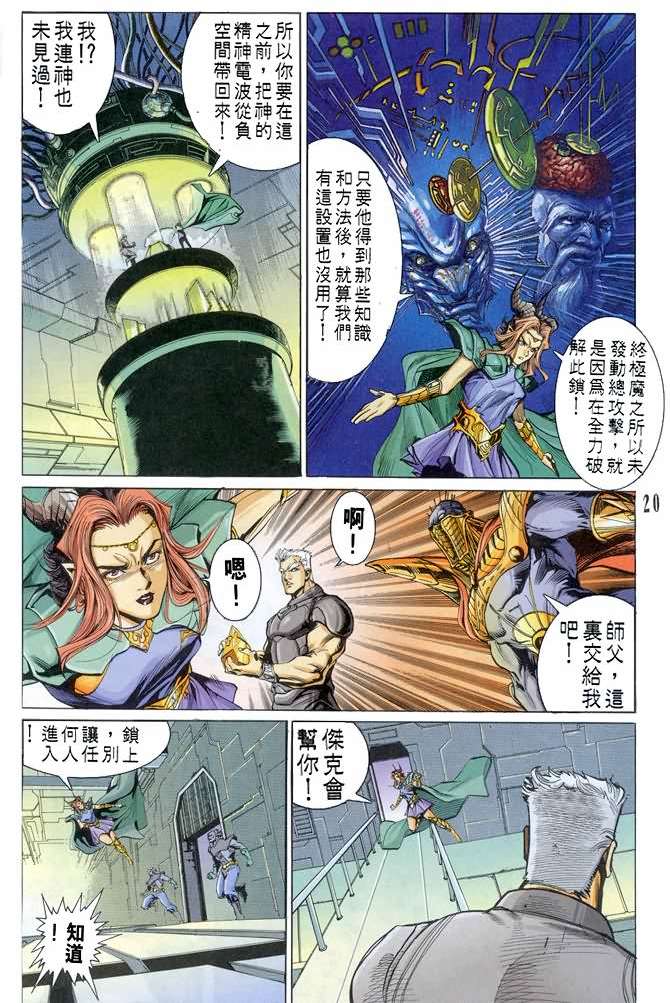 終極魔之所以未
發動總攻擊，就
是因為在全力破
解此鎖！
只要他得到那些知識
和方法後，就算我們
有這設置也沒用了！
所以你要在這
之前，把神的
精神電波從負
空間帶回來！
我！？
我連神也
未見過！
20
師父，這
裏交給我
吧！
啊！
嗯！
傑克會
幫你！
鎖上
，別
讓任
何人
進入
！
知道
！